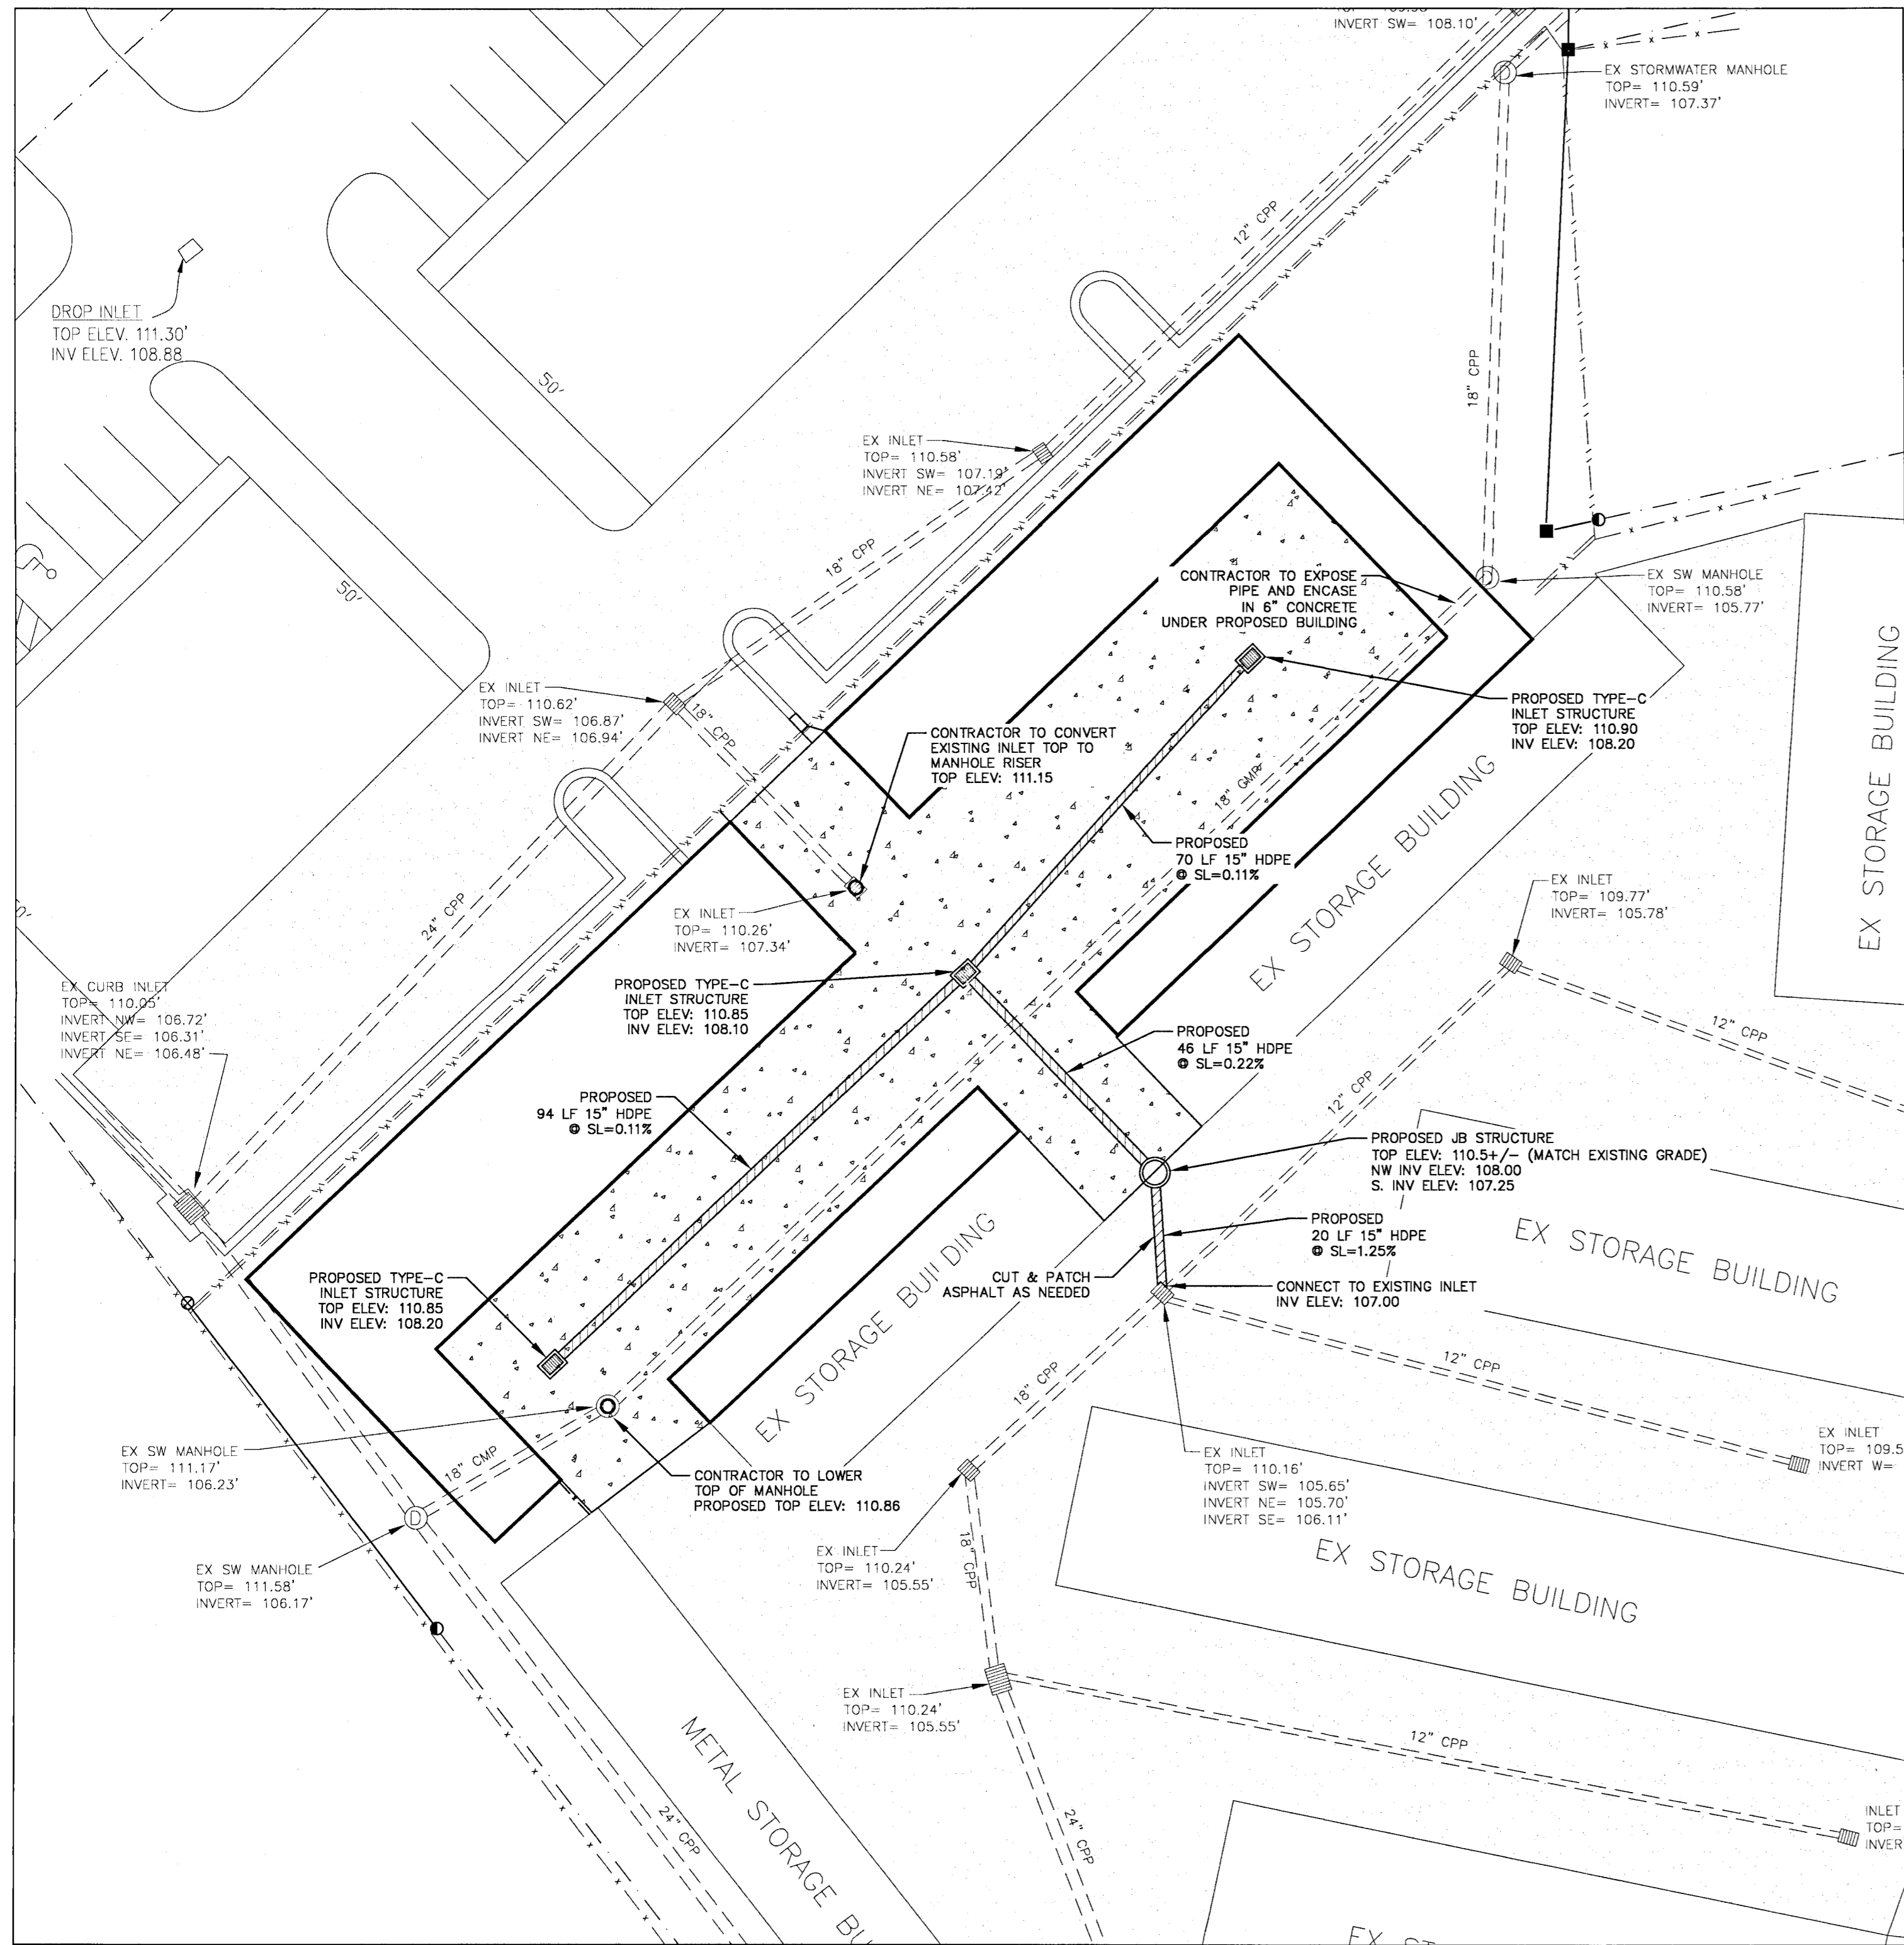 INVERT SW= 108.10'
EX STORMWATER MANHOLE
TOP= 110.59'
INVERT= 107.37'
12" CPP
DROP INLET
TOP ELEV. 111.30'
INV ELEV. 108.88
50'
18" CPP
EX INLET
TOP= 110.58'
INVERT SW= 107.19'
INVERT NE= 107.42'
18" CPP
50'
CONTRACTOR TO EXPOSE
PIPE AND ENCASE
IN 6" CONCRETE
UNDER PROPOSED BUILDING
EX SW MANHOLE
TOP= 110.58'
INVERT= 105.77'
EX STORAGE BUILDING
EX INLET
TOP= 110.62'
INVERT SW= 106.87'
INVERT NE= 106.94'
18" CPP
CONTRACTOR TO CONVERT
EXISTING INLET TOP TO
MANHOLE RISER
TOP ELEV: 111.15
PROPOSED TYPE-C
INLET STRUCTURE
TOP ELEV: 110.90
INV ELEV: 108.20
18" CMP
EX STORAGE BUILDING
PROPOSED
70 LF 15" HDPE
@ SL=0.11%
24" CPP
EX INLET
TOP= 110.26'
INVERT= 107.34'
EX INLET
TOP= 109.77'
INVERT= 105.78'
EX CURB INLET
TOP= 110.05'
INVERT NW= 106.72'
INVERT SE= 106.31'
INVERT NE= 106.48'
PROPOSED TYPE-C
INLET STRUCTURE
TOP ELEV: 110.85
INV ELEV: 108.10
PROPOSED
46 LF 15" HDPE
@ SL=0.22%
12" CPP
12" CPP
PROPOSED
94 LF 15" HDPE
@ SL=0.11%
PROPOSED JB STRUCTURE
TOP ELEV: 110.5+/- (MATCH EXISTING GRADE)
NW INV ELEV: 108.00
S. INV ELEV: 107.25
PROPOSED
20 LF 15" HDPE
@ SL=1.25%
EX STORAGE BUILDING
PROPOSED TYPE-C
INLET STRUCTURE
TOP ELEV: 110.85
INV ELEV: 108.20
EX STORAGE BUILDING
CUT & PATCH
ASPHALT AS NEEDED
CONNECT TO EXISTING INLET
INV ELEV: 107.00
12" CPP
18" CPP
EX SW MANHOLE
TOP= 111.17'
INVERT= 106.23'
18" CMP
CONTRACTOR TO LOWER
TOP OF MANHOLE
PROPOSED TOP ELEV: 110.86
EX INLET
TOP= 110.16'
INVERT SW= 105.65'
INVERT NE= 105.70'
INVERT SE= 106.11'
EX INLET
TOP= 109.5
INVERT W=
D
EX SW MANHOLE
TOP= 111.58'
INVERT= 106.17'
EX INLET
TOP= 110.24'
INVERT= 105.55'
18" CPP
EX STORAGE BUILDING
EX INLET
TOP= 110.24'
INVERT= 105.55'
12" CPP
METAL STORAGE BU
24" CPP
24" CPP
INLET
TOP=
INVER